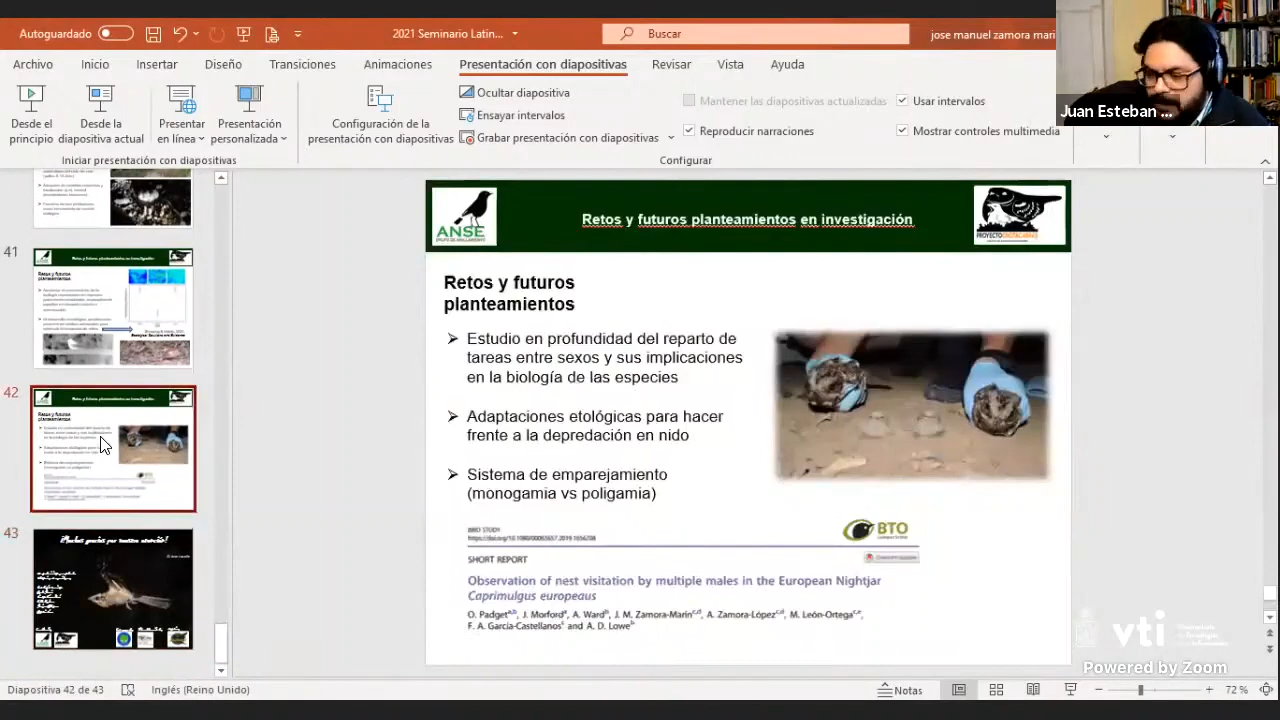 Autoguardado
2021 Seminario Latin...
Buscar
jose manuel zamora mari
Archivo Inicio Insertar Diseño Transiciones Animaciones Presentación con diapositivas Revisar Vista Ayuda
Juan Esteban ...
Desde el principio
Desde la diapositiva actual
Presentar en línea
Presentación personalizada
Iniciar presentación con diapositivas
Configuración de la presentación con diapositivas
Ocultar diapositiva
Ensayar intervalos
Grabar presentación con diapositivas
Mantener las diapositivas actualizadas
Usar intervalos
Reproducir narraciones
Mostrar controles multimedia
Configurar
41
42
43
¡Muchas gracias por vuestra atención!
ANSE
Retos y futuros planteamientos en investigación
Retos y futuros
planteamientos
Estudio en profundidad del reparto de
tareas entre sexos y sus implicaciones
en la biología de las especies
Adaptaciones etológicas para hacer
frente a la depredación en nido
Sistema de emparejamiento
(monogamia vs poligamia)
BIRD STUDY
BTO
SHORT REPORT
Observation of nest visitation by multiple males in the European Nightjar
Caprimulgus europeaus
O. Padget, J. Morford, A. Ward, J. M. Zamora-Marín, A. Zamora-López, M. León-Ortega,
F. A. García-Castellanos and A. D. Lowe
vti
Powered by Zoom
Diapositiva 42 de 43
Inglés (Reino Unido)
Notas
72 %